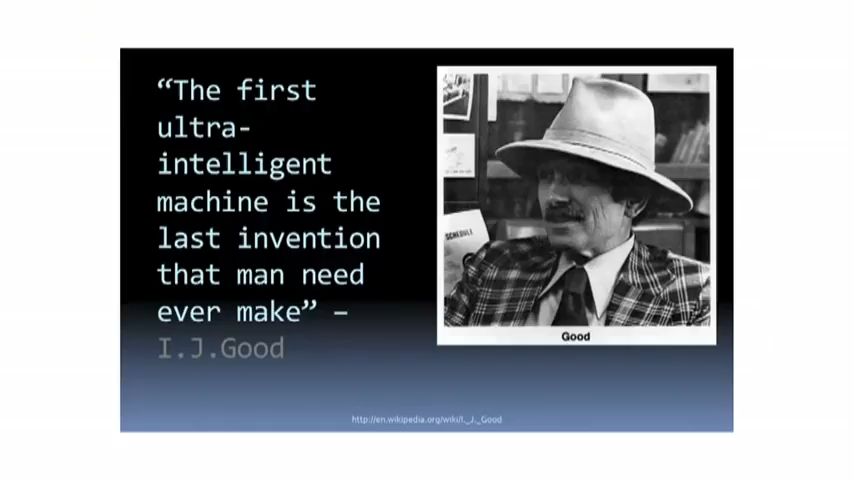 “The first
ultra-
intelligent
machine is the
last invention
that man need
ever make” –
I.J.Good
SCHEDULE
Good
http://en.wikipedia.org/wiki/I._J._Good